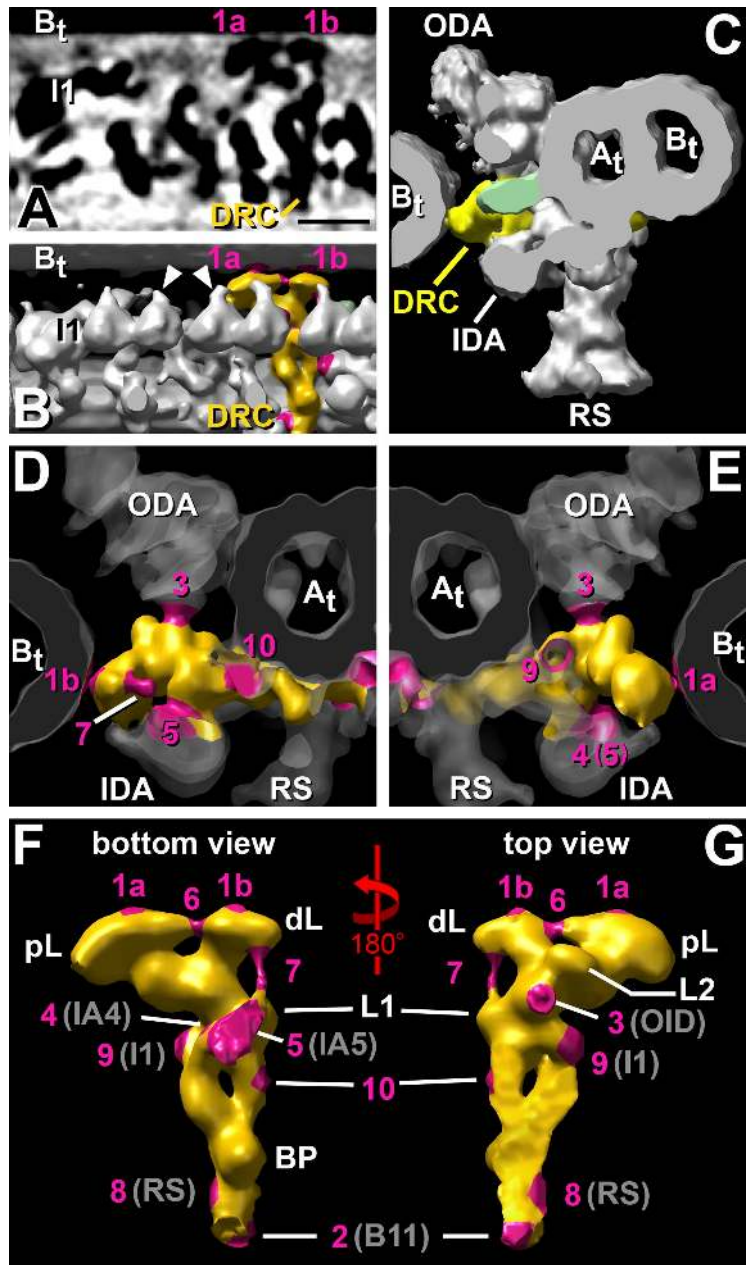 Bt 1a 1b
I1
A DRC
Bt 1a 1b
I1
B DRC
C
ODA
At Bt
Bt
DRC
IDA
RS
D
ODA
3
At
10
Bt
1b
7
5
IDA RS
E
ODA
3
At
Bt
9 1a
4 (5)
RS IDA
F bottom view
1a 6 1b
pL dL
7
4 (IA4)
9 (I1) 5 (IA5)
BP
8 (RS)
180°
L1
10
2 (B11)
top view G
1b 6 1a
dL pL
7 L2
3 (OID)
9 (I1)
8 (RS)